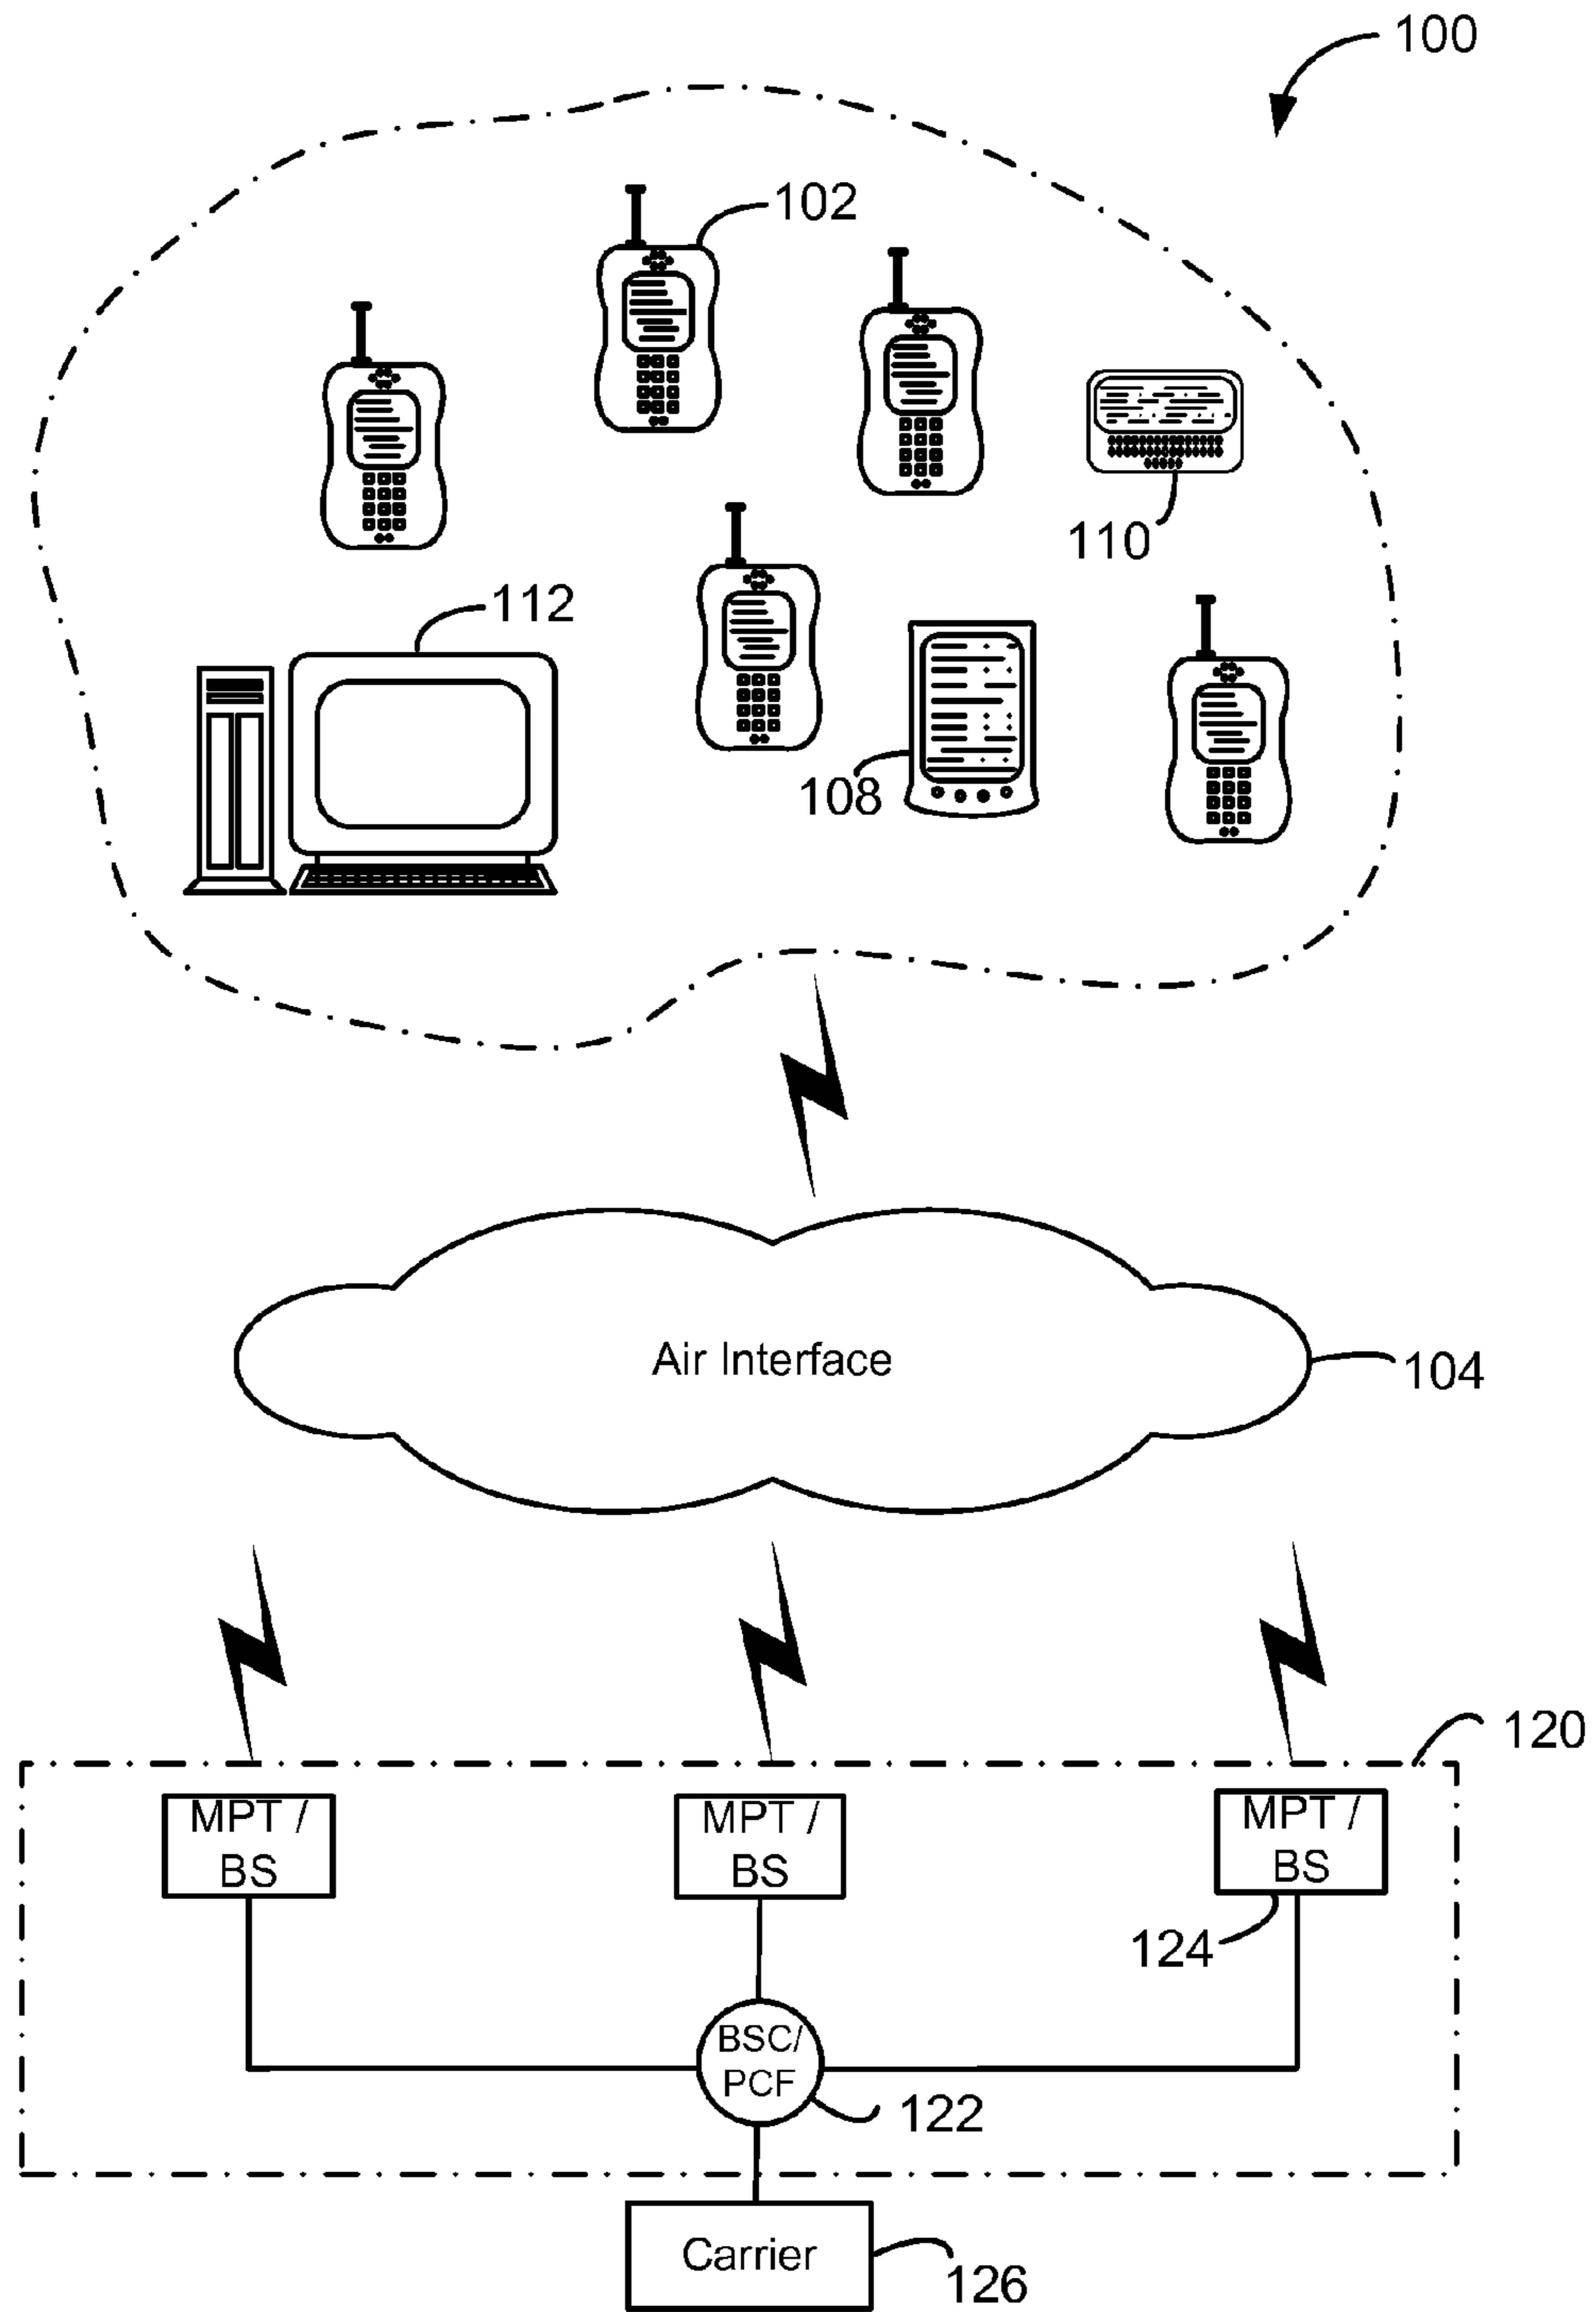 100
102
110
112
108
Air Interface
104
120
MPT /
BS
MPT /
BS
MPT /
BS
124
BSC/
PCF
122
Carrier
126